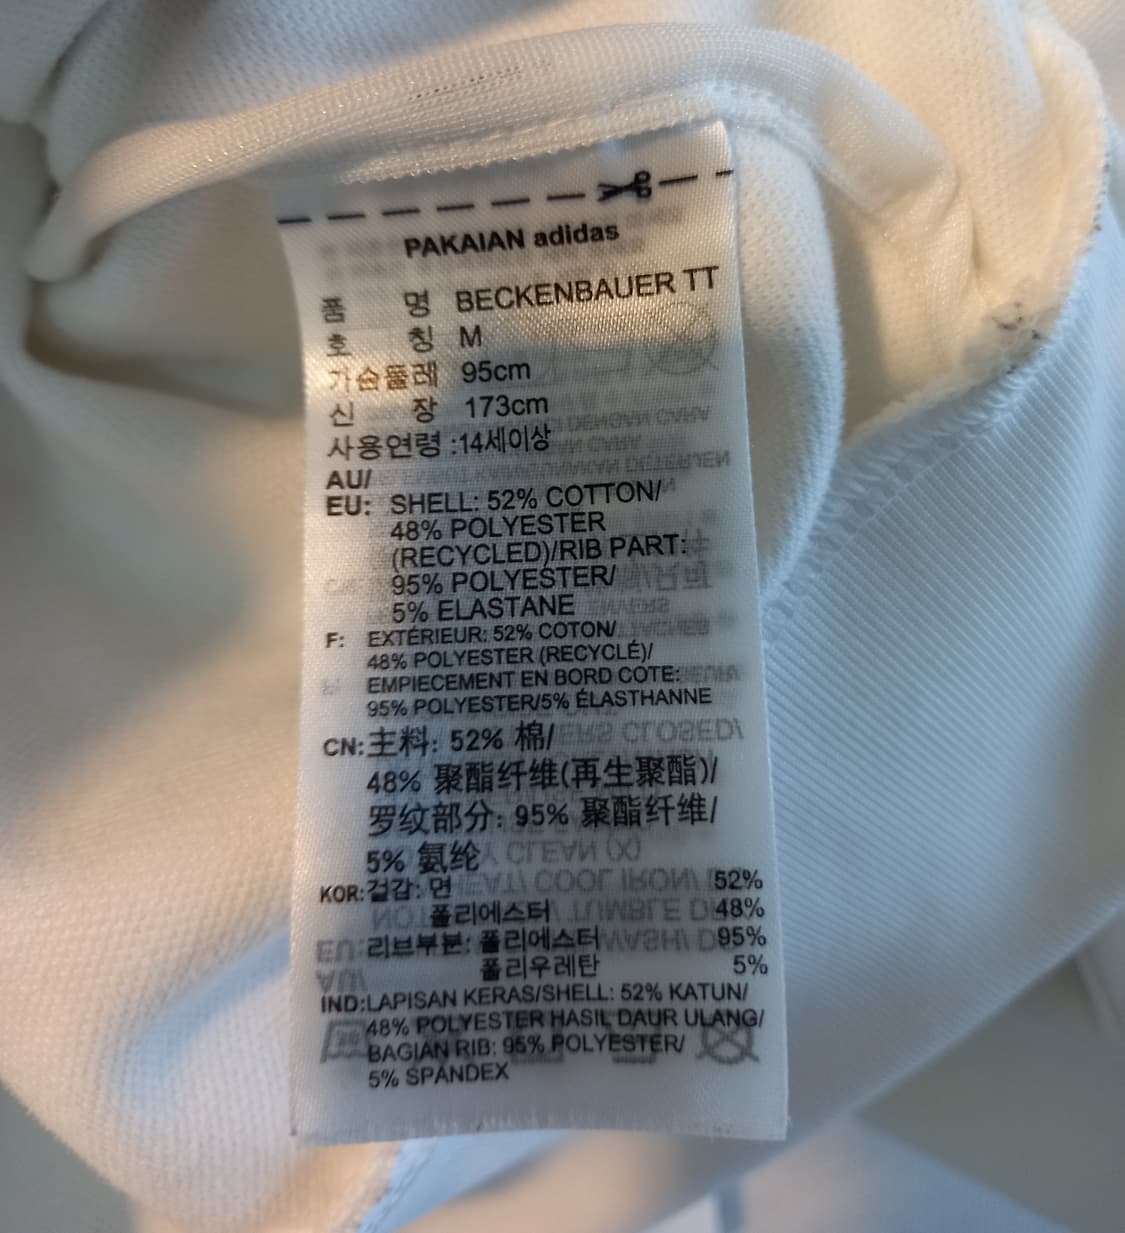 PAKAIAN adidas
품 명 BECKENBAUER TT
호 칭 M
가슴둘레 95cm
신 장 173cm
사용연령 :14세이상
AU/
EU: SHELL: 52% COTTON/
48% POLYESTER
(RECYCLED)/RIB PART:
95% POLYESTER/
5% ELASTANE
F: EXTÉRIEUR: 52% COTON/
48% POLYESTER (RECYCLÉ)/
EMPIECEMENT EN BORD COTE:
95% POLYESTER/5% ÉLASTHANNE
CN:主料: 52% 棉/
48% 聚酯纤维(再生聚酯)/
罗纹部分: 95% 聚酯纤维/
5% 氨纶
KOR:겉감: 면 52%
폴리에스터 48%
리브부분: 폴리에스터 95%
폴리우레탄 5%
IND:LAPISAN KERAS/SHELL: 52% KATUN/
48% POLYESTER HASIL DAUR ULANG/
BAGIAN RIB: 95% POLYESTER/
5% SPANDEX